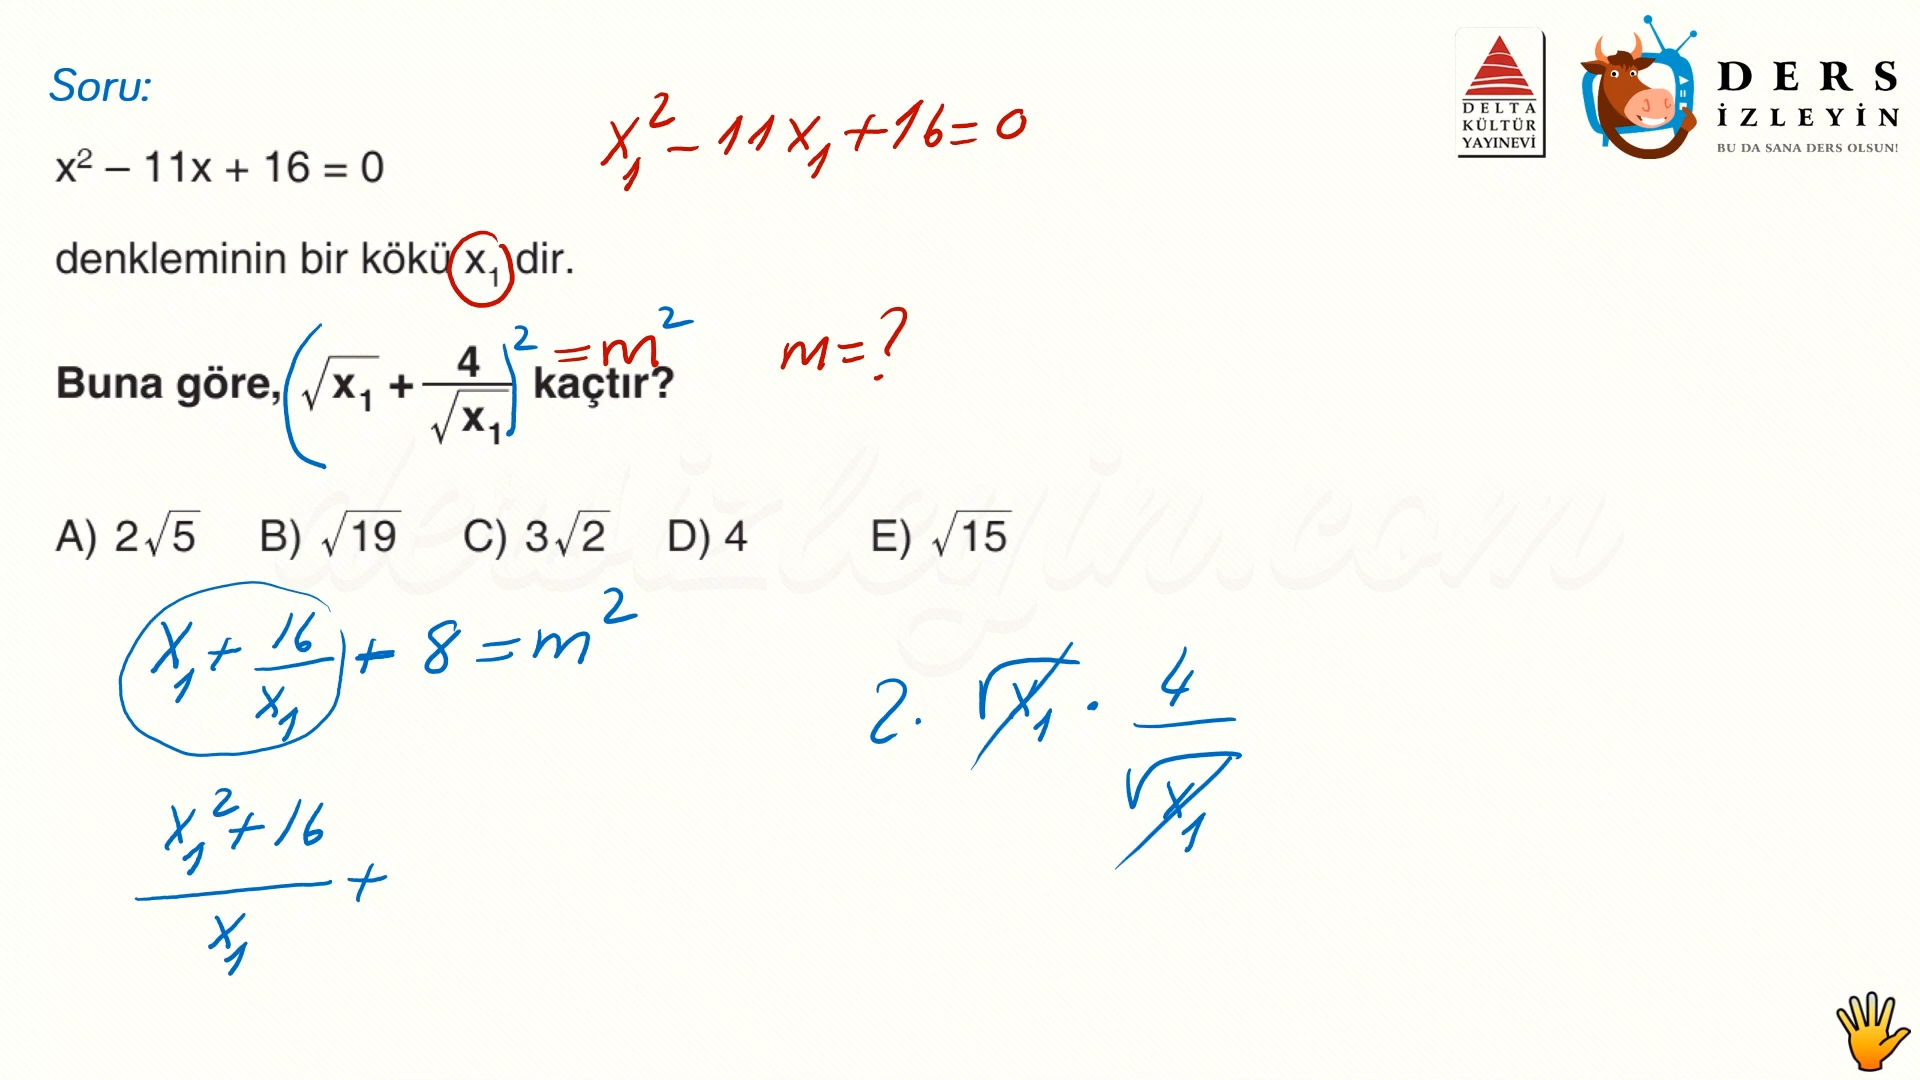 Soru:
x² – 11x + 16 = 0
x₁² – 11x₁ + 16 = 0
denkleminin bir kökü x₁ dir.
Buna göre, (√x₁ + 4/√x₁)² = m² kaçtır?
m = ?
A) 2√5 B) √19 C) 3√2 D) 4 E) √15
x₁ + 16/x₁ + 8 = m²
2 · √x₁ · 4/√x₁
(x₁² + 16)/x₁ +
DELTA
KÜLTÜR
YAYINEVİ
DERS
İZLEYİN
BU DA SANA DERS OLSUN!
dersizleyin.com